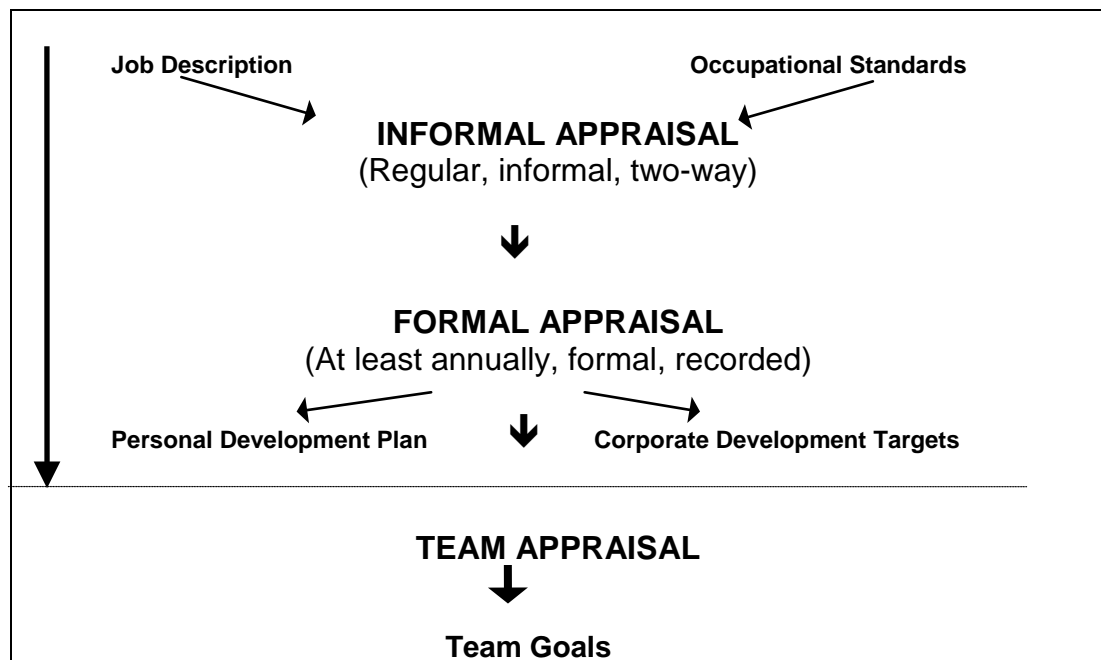 Job Description
Occupational Standards
INFORMAL APPRAISAL
(Regular, informal, two-way)
FORMAL APPRAISAL
(At least annually, formal, recorded)
Personal Development Plan
Corporate Development Targets
TEAM APPRAISAL
Team Goals